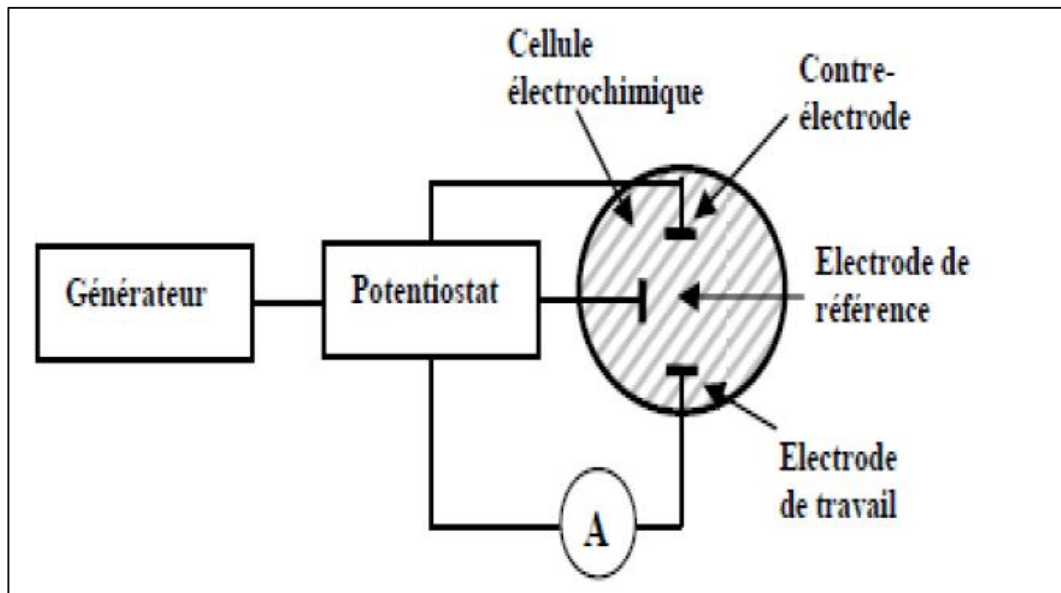 Cellule
électrochimique
Contre-
électrode
Générateur
Potentiostat
Electrode de
référence
Electrode
de travail
A